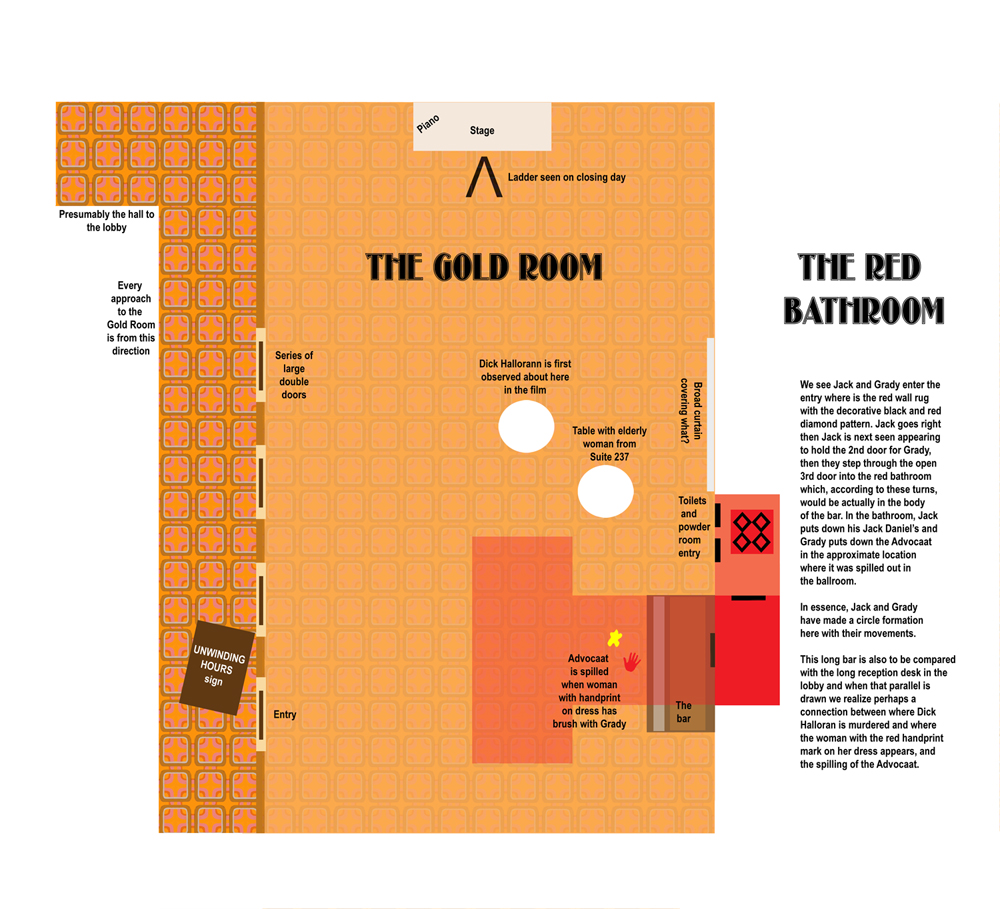 Piano
Stage
Ladder seen on closing day
Presumably the hall to
the lobby
THE GOLD ROOM
THE RED
BATHROOM
Every
approach
to the
Gold Room
is from this
direction
Series of
large
double
doors
Dick Hallorann is first
observed about here
in the film
Broad curtain
covering what?
Table with elderly
woman from
Suite 237
Toilets
and
powder
room
entry
UNWINDING
HOURS
sign
Entry
Advocaat
is spilled
when woman
with handprint
on dress has
brush with Grady
The
bar
We see Jack and Grady enter the
entry where is the red wall rug
with the decorative black and red
diamond pattern. Jack goes right
then Jack is next seen appearing
to hold the 2nd door for Grady,
then they step through the open
3rd door into the red bathroom
which, according to these turns,
would be actually in the body
of the bar. In the bathroom, Jack
puts down his Jack Daniel's and
Grady puts down the Advocaat
in the approximate location
where it was spilled out in
the ballroom.
In essence, Jack and Grady
have made a circle formation
here with their movements.
This long bar is also to be compared
with the long reception desk in the
lobby and when that parallel is
drawn we realize perhaps a
connection between where Dick
Halloran is murdered and where
the woman with the red handprint
mark on her dress appears, and
the spilling of the Advocaat.